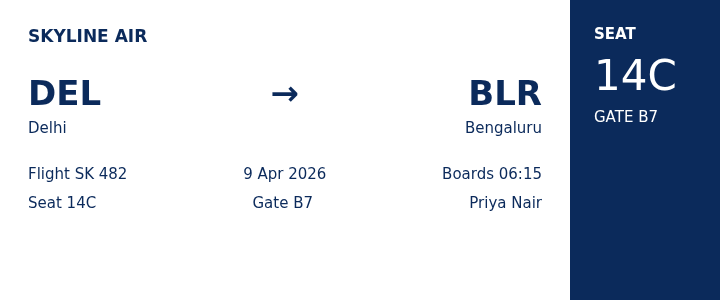 SKYLINE AIR
DEL → BLR
Delhi Bengaluru
Flight SK 482 9 Apr 2026 Boards 06:15
Seat 14C Gate B7 Priya Nair
SEAT
14C
GATE B7